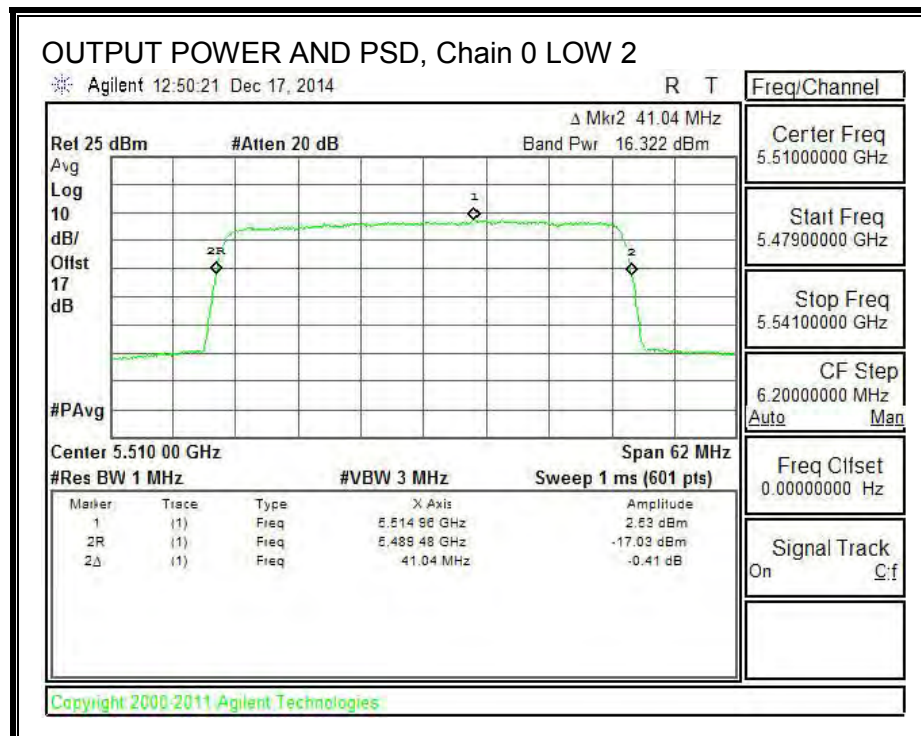 OUTPUT POWER AND PSD, Chain 0 LOW 2
Agilent 12:50:21 Dec 17, 2014 R T
Freq/Channel
Δ Mkr2 41.04 MHz
Ref 25 dBm #Atten 20 dB Band Pwr 16.322 dBm
Avg
Log
10
dB/
Offst
17
dB
1
2R
2
#PAvg
Center 5.510 00 GHz Span 62 MHz
#Res BW 1 MHz #VBW 3 MHz Sweep 1 ms (601 pts)
Marker Trace Type X Axis Amplitude
1 (1) Freq 5.514 96 GHz 2.53 dBm
2R (1) Freq 5.489 48 GHz -17.03 dBm
2Δ (1) Freq 41.04 MHz -0.41 dB
Center Freq
5.51000000 GHz
Start Freq
5.47900000 GHz
Stop Freq
5.54100000 GHz
CF Step
6.20000000 MHz
Auto Man
Freq Offset
0.00000000 Hz
Signal Track
On Off
Copyright 2000-2011 Agilent Technologies